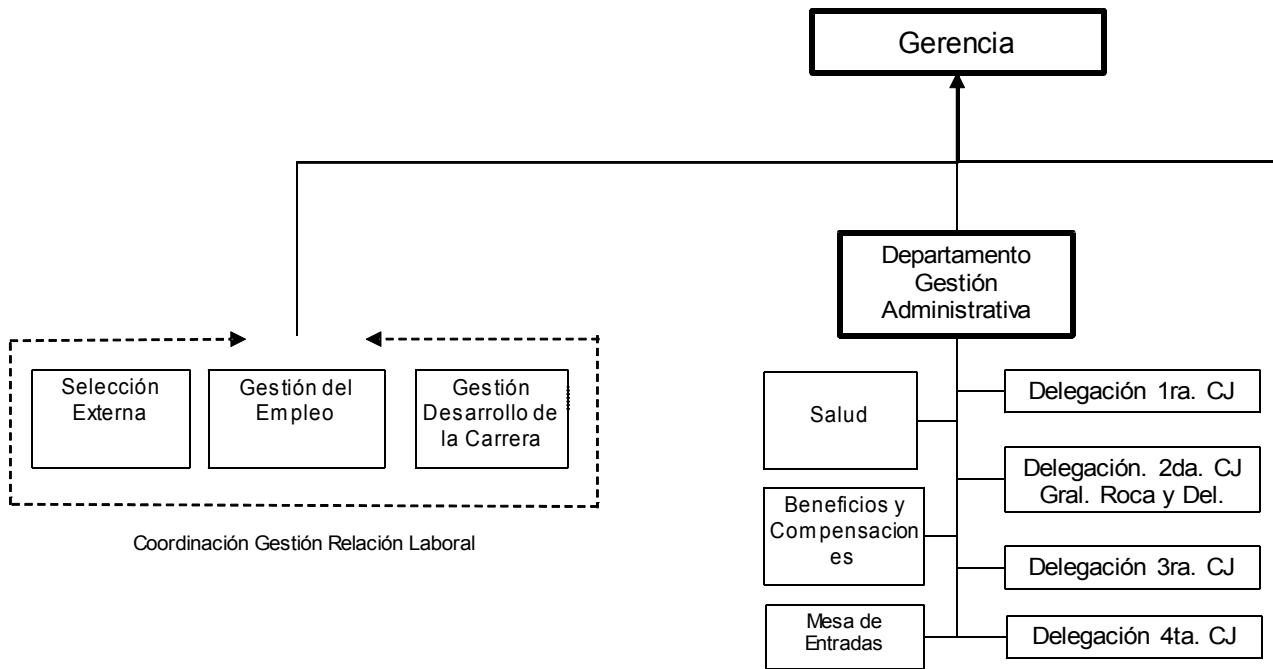 Gerencia
Departamento
Gestión
Administrativa
Selección
Externa
Gestión del
Empleo
Gestión
Desarrollo de
la Carrera
Coordinación Gestión Relación Laboral
Salud
Beneficios y
Compensacion
es
Mesa de
Entradas
Delegación 1ra. CJ
Delegación. 2da. CJ
Gral. Roca y Del.
Delegación 3ra. CJ
Delegación 4ta. CJ